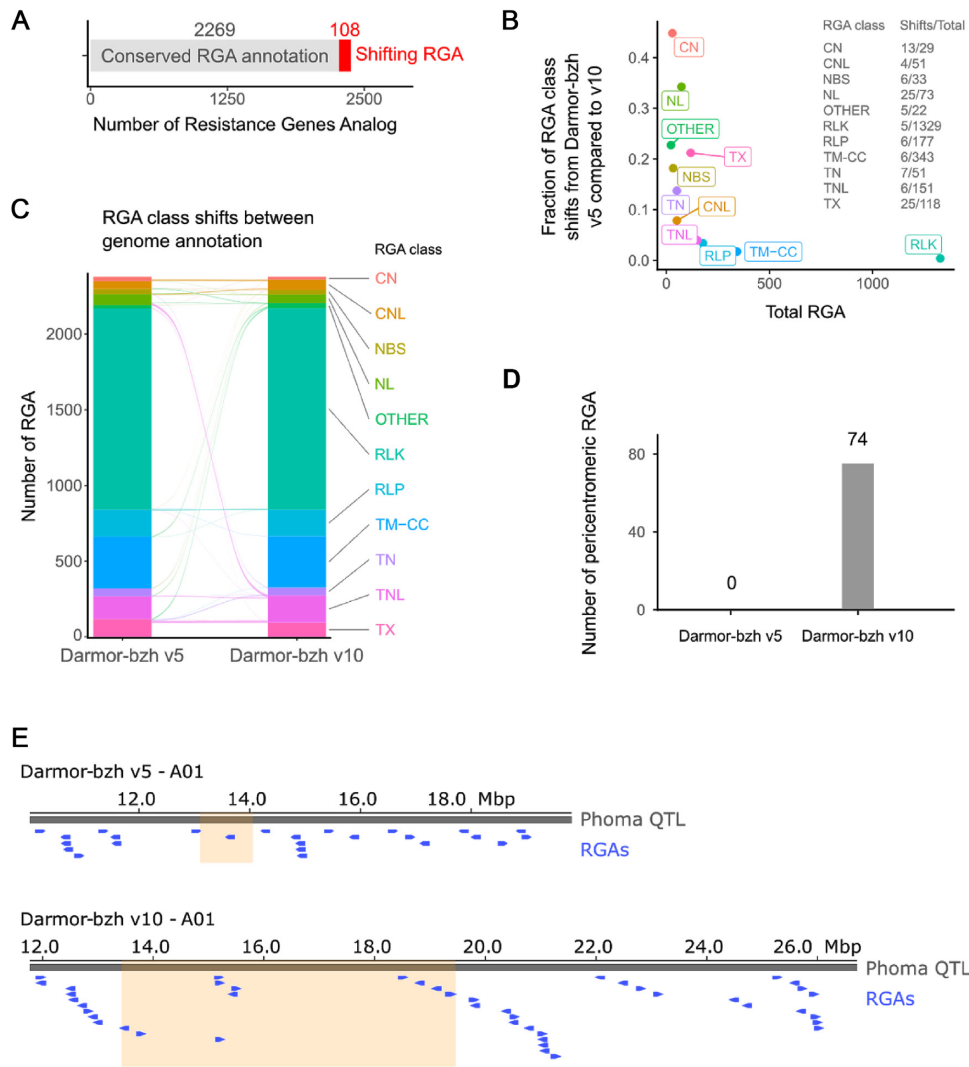 A
2269
108
Conserved RGA annotation
Shifting RGA
0
1250
2500
Number of Resistance Genes Analog
B
Fraction of RGA class
shifts from Darmor-bzh
v5 compared to v10
0.4
0.3
0.2
0.1
0.0
CN
NL
OTHER
TX
NBS
TN
CNL
TNL
RLP
TM-CC
RLK
0
500
1000
Total RGA
RGA class Shifts/Total
CN 13/29
CNL 4/51
NBS 6/33
NL 25/73
OTHER 5/22
RLK 5/1329
RLP 6/177
TM-CC 6/343
TN 7/51
TNL 6/151
TX 25/118
C
RGA class shifts between
genome annotation
RGA class
Number of RGA
2000
1500
1000
500
0
CN
CNL
NBS
NL
OTHER
RLK
RLP
TM−CC
TN
TNL
TX
Darmor-bzh v5
Darmor-bzh v10
D
Number of pericentromeric RGA
80
40
0
0
74
Darmor-bzh v5
Darmor-bzh v10
E
Darmor-bzh v5 - A01
12.0 14.0 16.0 18.0 Mbp
Phoma QTL
RGAs
Darmor-bzh v10 - A01
12.0 14.0 16.0 18.0 20.0 22.0 24.0 26.0 Mbp
Phoma QTL
RGAs